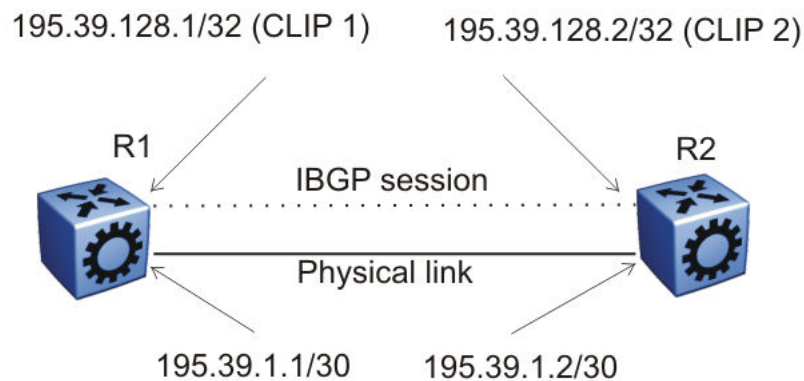 195.39.128.1/32 (CLIP 1)
195.39.128.2/32 (CLIP 2)
R1
R2
IBGP session
Physical link
195.39.1.1/30
195.39.1.2/30